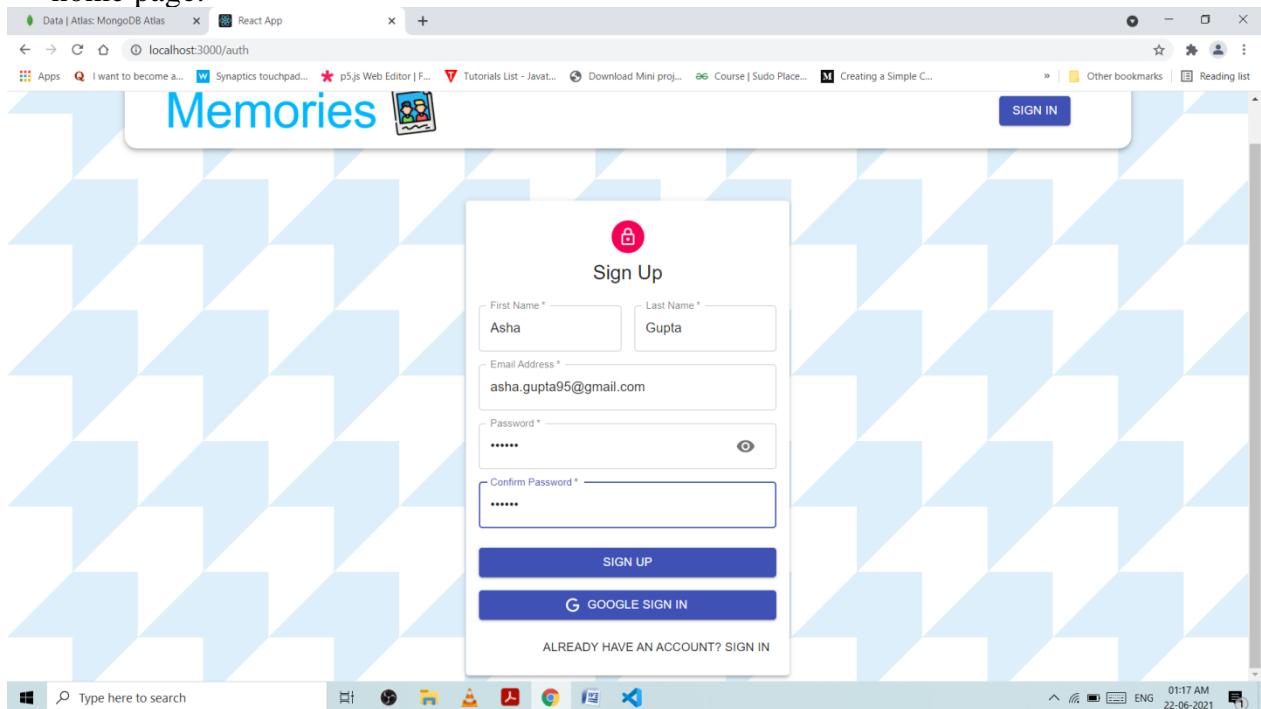 home page.
Data | Atlas: MongoDB Atlas
React App
localhost:3000/auth
Apps I want to become a... Synaptics touchpad... p5.js Web Editor | F... Tutorials List - Javat... Download Mini proj... Course | Sudo Place... Creating a Simple C... » Other bookmarks Reading list
Memories SIGN IN
Sign Up
First Name * Last Name *
Asha Gupta
Email Address *
asha.gupta95@gmail.com
Password *
••••••
Confirm Password *
••••••
SIGN UP
G GOOGLE SIGN IN
ALREADY HAVE AN ACCOUNT? SIGN IN
Type here to search
ENG 01:17 AM
22-06-2021